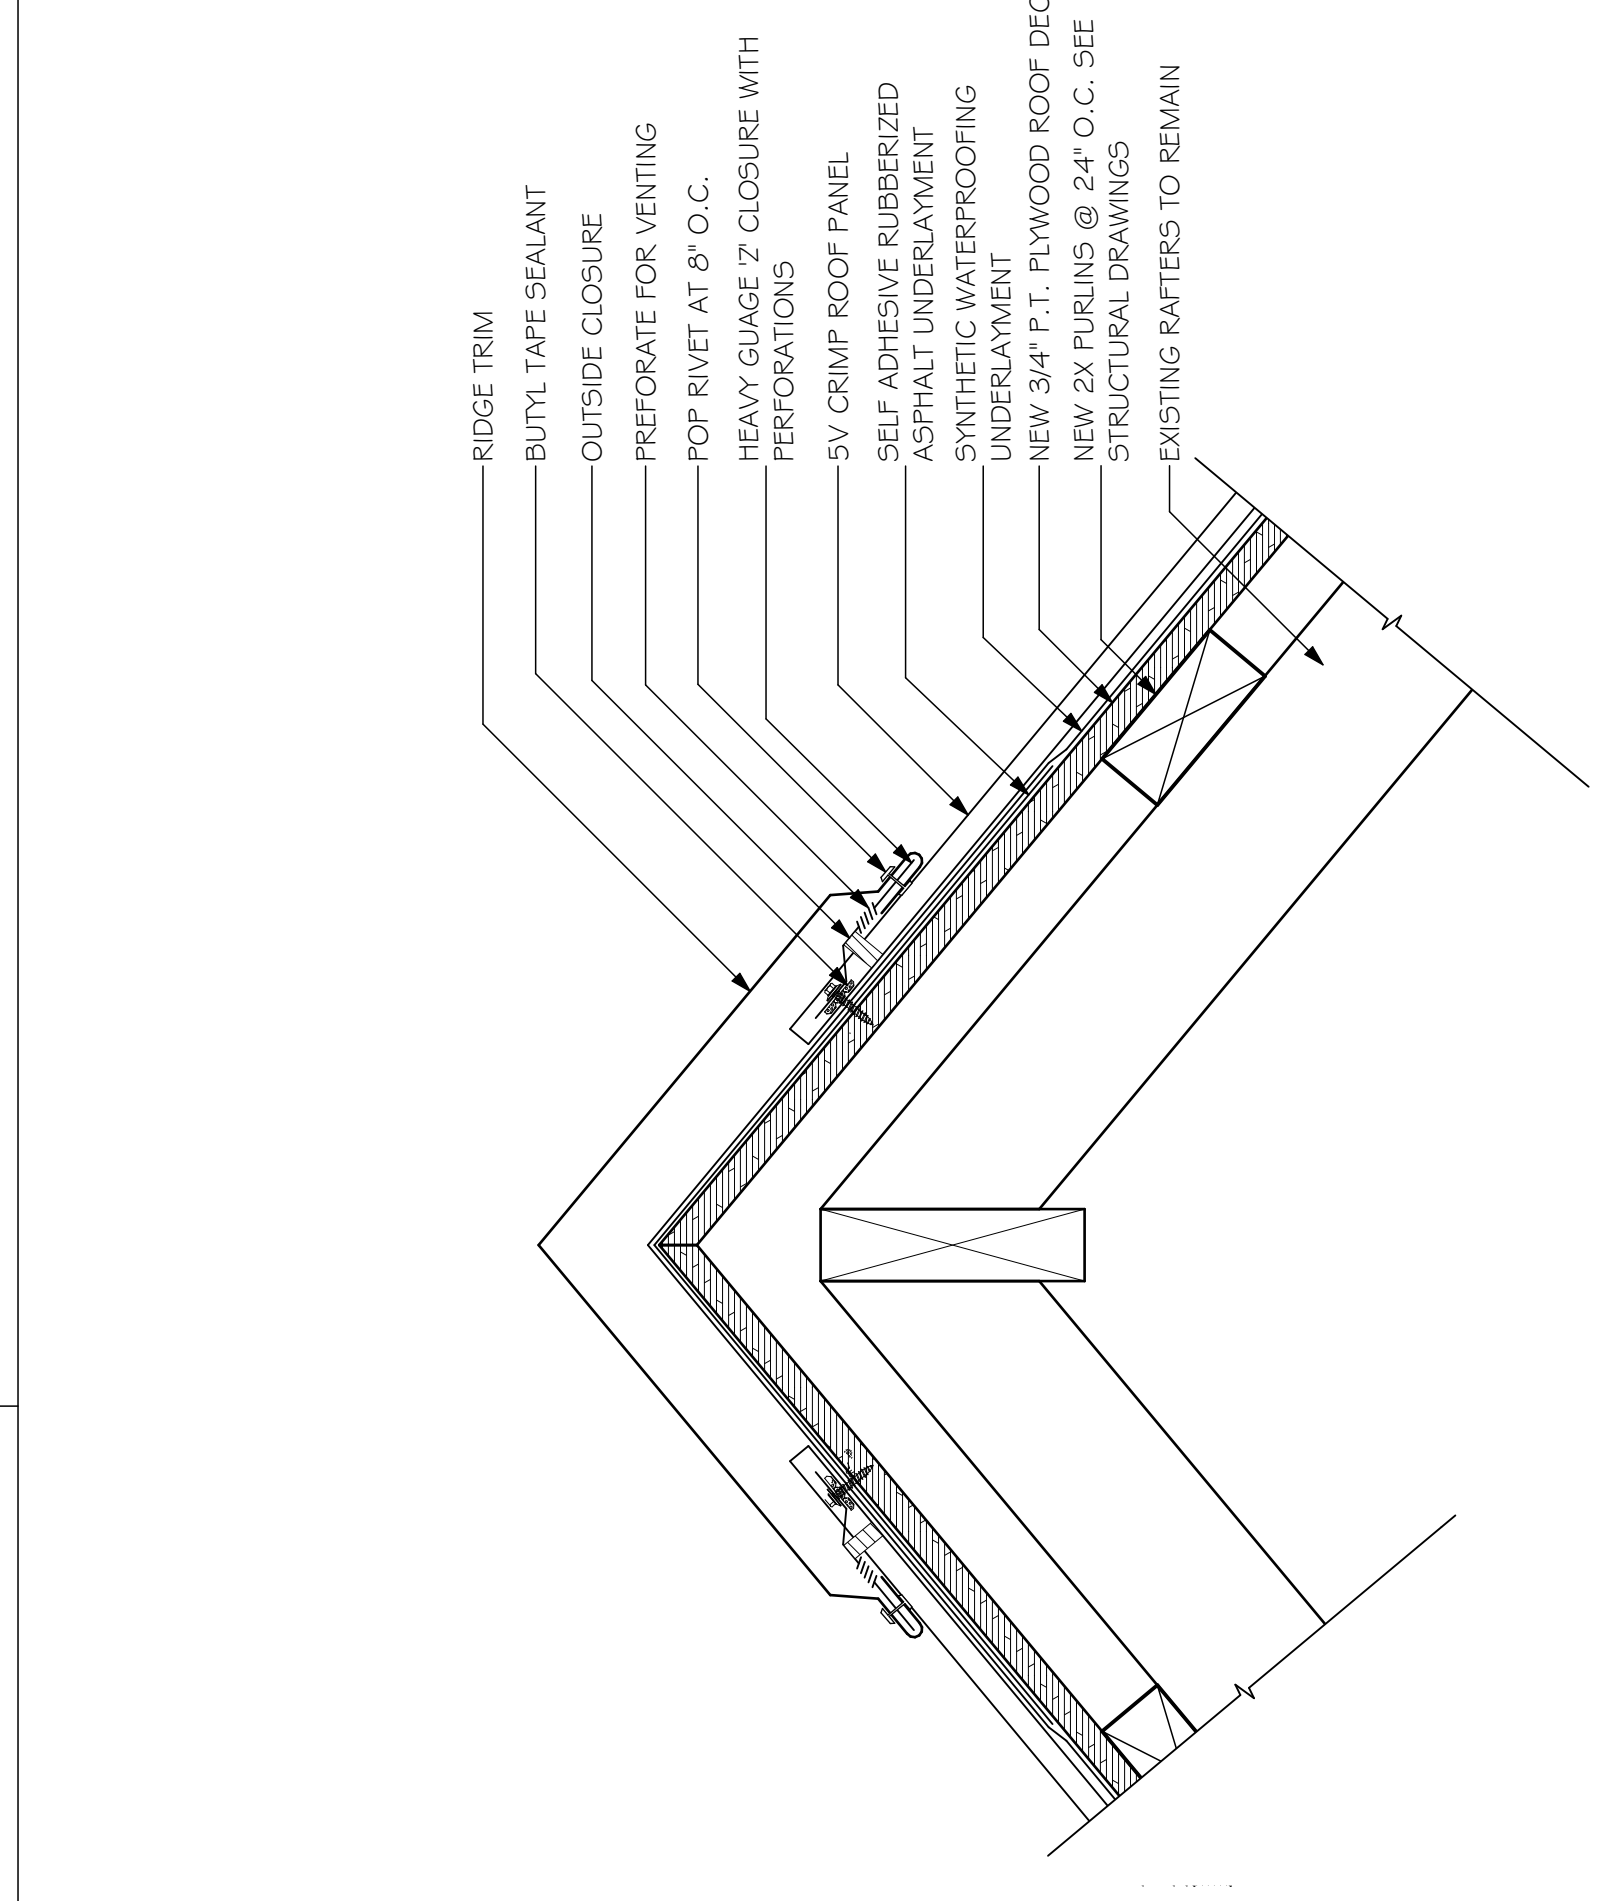 RIDGE TRIM
BUTYL TAPE SEALANT
OUTSIDE CLOSURE
PREFORATE FOR VENTING
POP RIVET AT 8" O.C.
HEAVY GUAGE 'Z' CLOSURE WITH
PERFORATIONS
5V CRIMP ROOF PANEL
SELF ADHESIVE RUBBERIZED
ASPHALT UNDERLAYMENT
SYNTHETIC WATERPROOFING
UNDERLAYMENT
NEW 3/4" P.T. PLYWOOD ROOF
NEW 2X PURLINS @ 24" O.C. SEE
STRUCTURAL DRAWINGS
EXISTING RAFTERS TO REMAIN